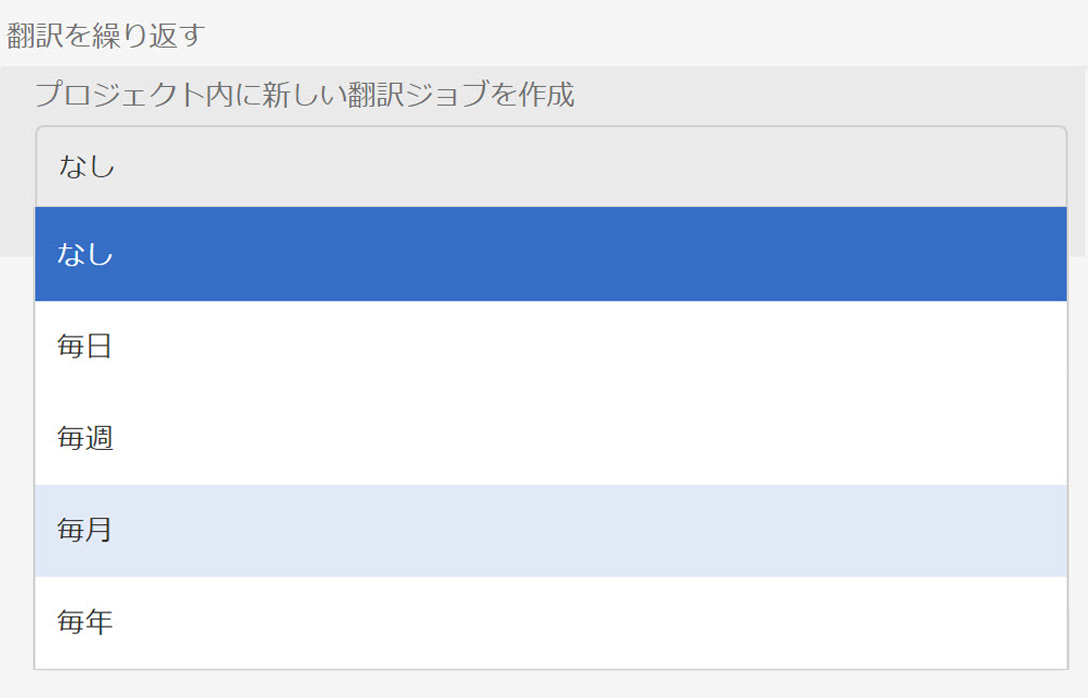 翻訳を繰り返す
プロジェクト内に新しい翻訳ジョブを作成
なし
なし
毎日
毎週
毎月
毎年